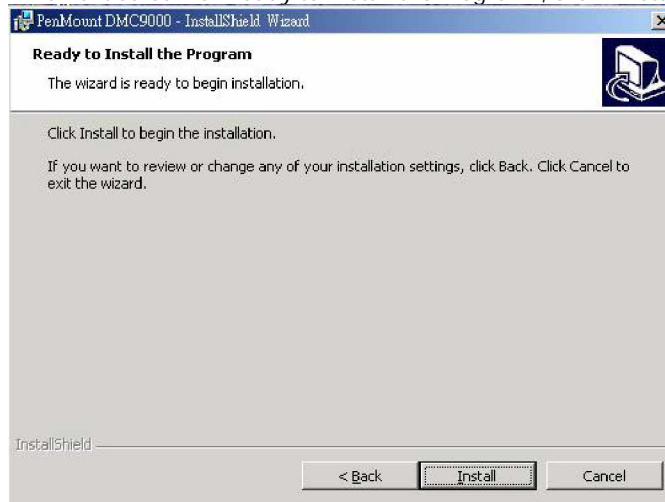 PenMount DMC9000 - InstallShield Wizard
Ready to Install the Program
The wizard is ready to begin installation.
Click Install to begin the installation.
If you want to review or change any of your installation settings, click Back. Click Cancel to
exit the wizard.
InstallShield
< Back
Install
Cancel